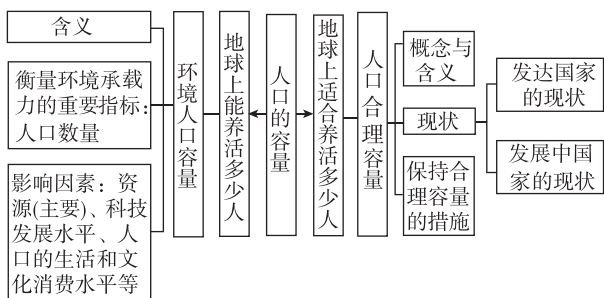 含义
衡量环境承载
力的重要指标：
人口数量
影响因素：资
源(主要)、科技
发展水平、人
口的生活和文
化消费水平等
环境人口容量
地球上能养活多少人
人口的容量
地球上适合养活多少人
人口合理容量
概念与
含义
现状
保持合
理容量
的措施
发达国家
的现状
发展中国
家的现状